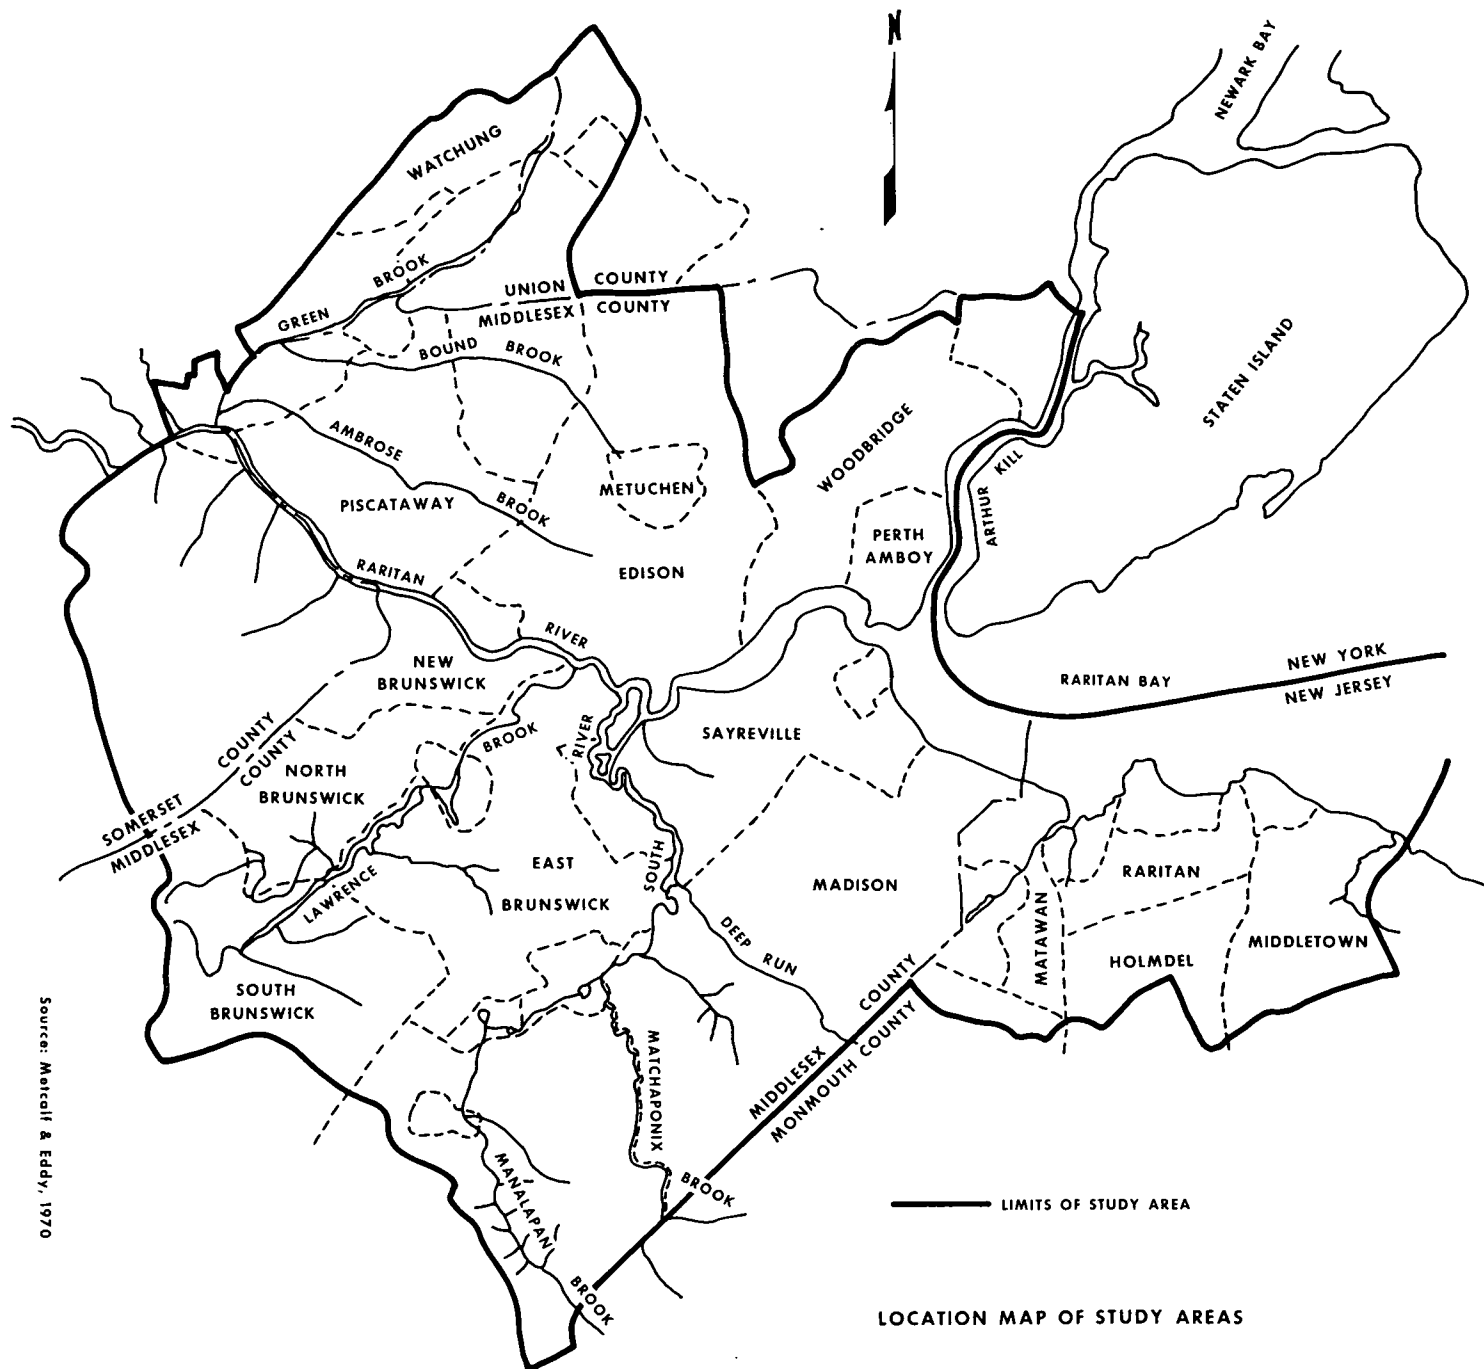 N
NEWARK BAY
WATCHUNG
GREEN BROOK
UNION COUNTY
MIDDLESEX COUNTY
BOUND BROOK
STATEN ISLAND
AMBROSE BROOK
WOODBRIDGE
ARTHUR KILL
METUCHEN
PISCATAWAY
PERTH
AMBOY
EDISON
RARITAN RIVER
NEW
BRUNSWICK
RARITAN BAY
NEW YORK
NEW JERSEY
SAYREVILLE
SOMERSET COUNTY
MIDDLESEX COUNTY
NORTH
BRUNSWICK
LAWRENCE BROOK
SOUTH RIVER
EAST
BRUNSWICK
MADISON
RARITAN
MATAWAN
HOLMDEL
MIDDLETOWN
DEEP RUN
SOUTH
BRUNSWICK
MIDDLESEX COUNTY
MONMOUTH COUNTY
MATCHAPONIX BROOK
MANALAPAN BROOK
LIMITS OF STUDY AREA
LOCATION MAP OF STUDY AREAS
Source: Metcalf & Eddy, 1970